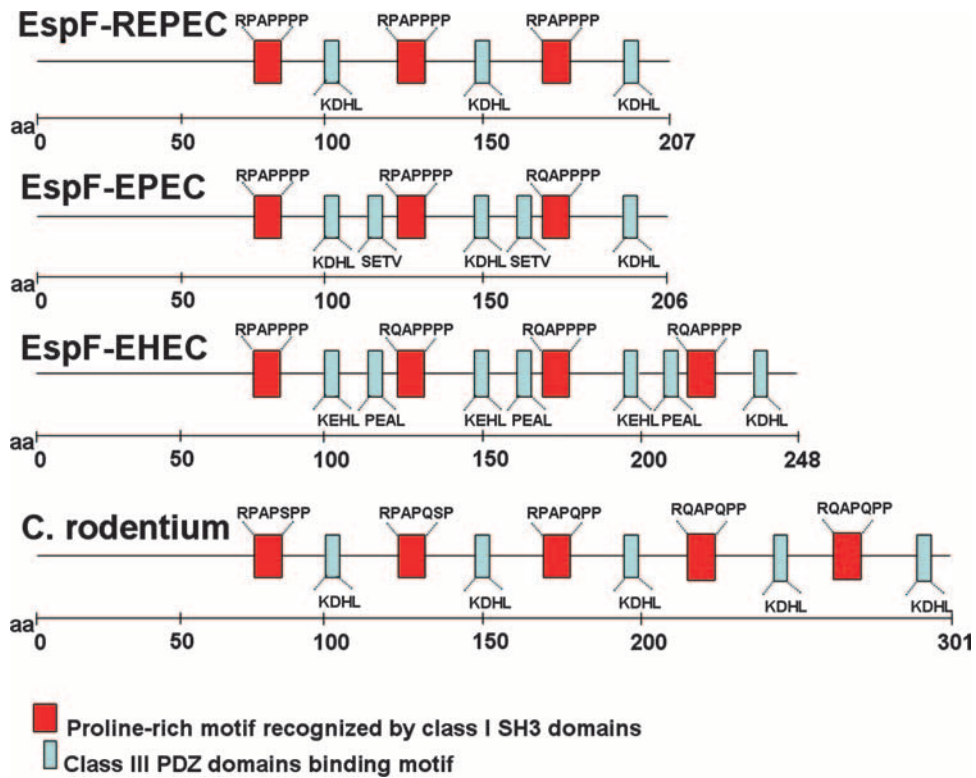 EspF-REPEC RPAPPPP RPAPPPP RPAPPPP
KDHL KDHL KDHL
aa
0 50 100 150 207
EspF-EPEC RPAPPPP RPAPPPP RQAPPPP
KDHL SETV KDHL SETV KDHL
aa
0 50 100 150 206
EspF-EHEC RPAPPPP RQAPPPP RQAPPPP RQAPPPP
KEHL PEAL KEHL PEAL KEHL PEAL KDHL
aa
0 50 100 150 200 248
C. rodentium RPAPSPP RPAPQSP RPAPQPP RQAPQPP RQAPQPP
KDHL KDHL KDHL KDHL KDHL
aa
0 50 100 150 200 301
Proline-rich motif recognized by class I SH3 domains
Class III PDZ domains binding motif